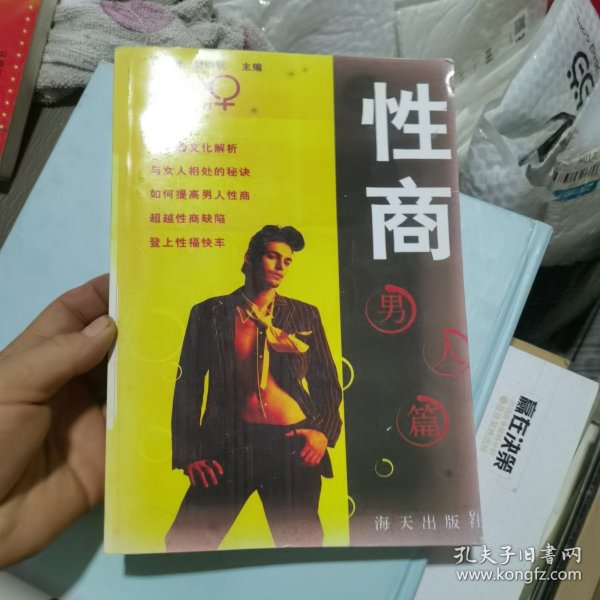 主编
文化解析
与女人相处的秘诀
如何提高男人性商
超越性商缺陷
登上性福快车
性商
男人篇
海天出版社
赢在决策
孔夫子旧书网
www.kongfz.com